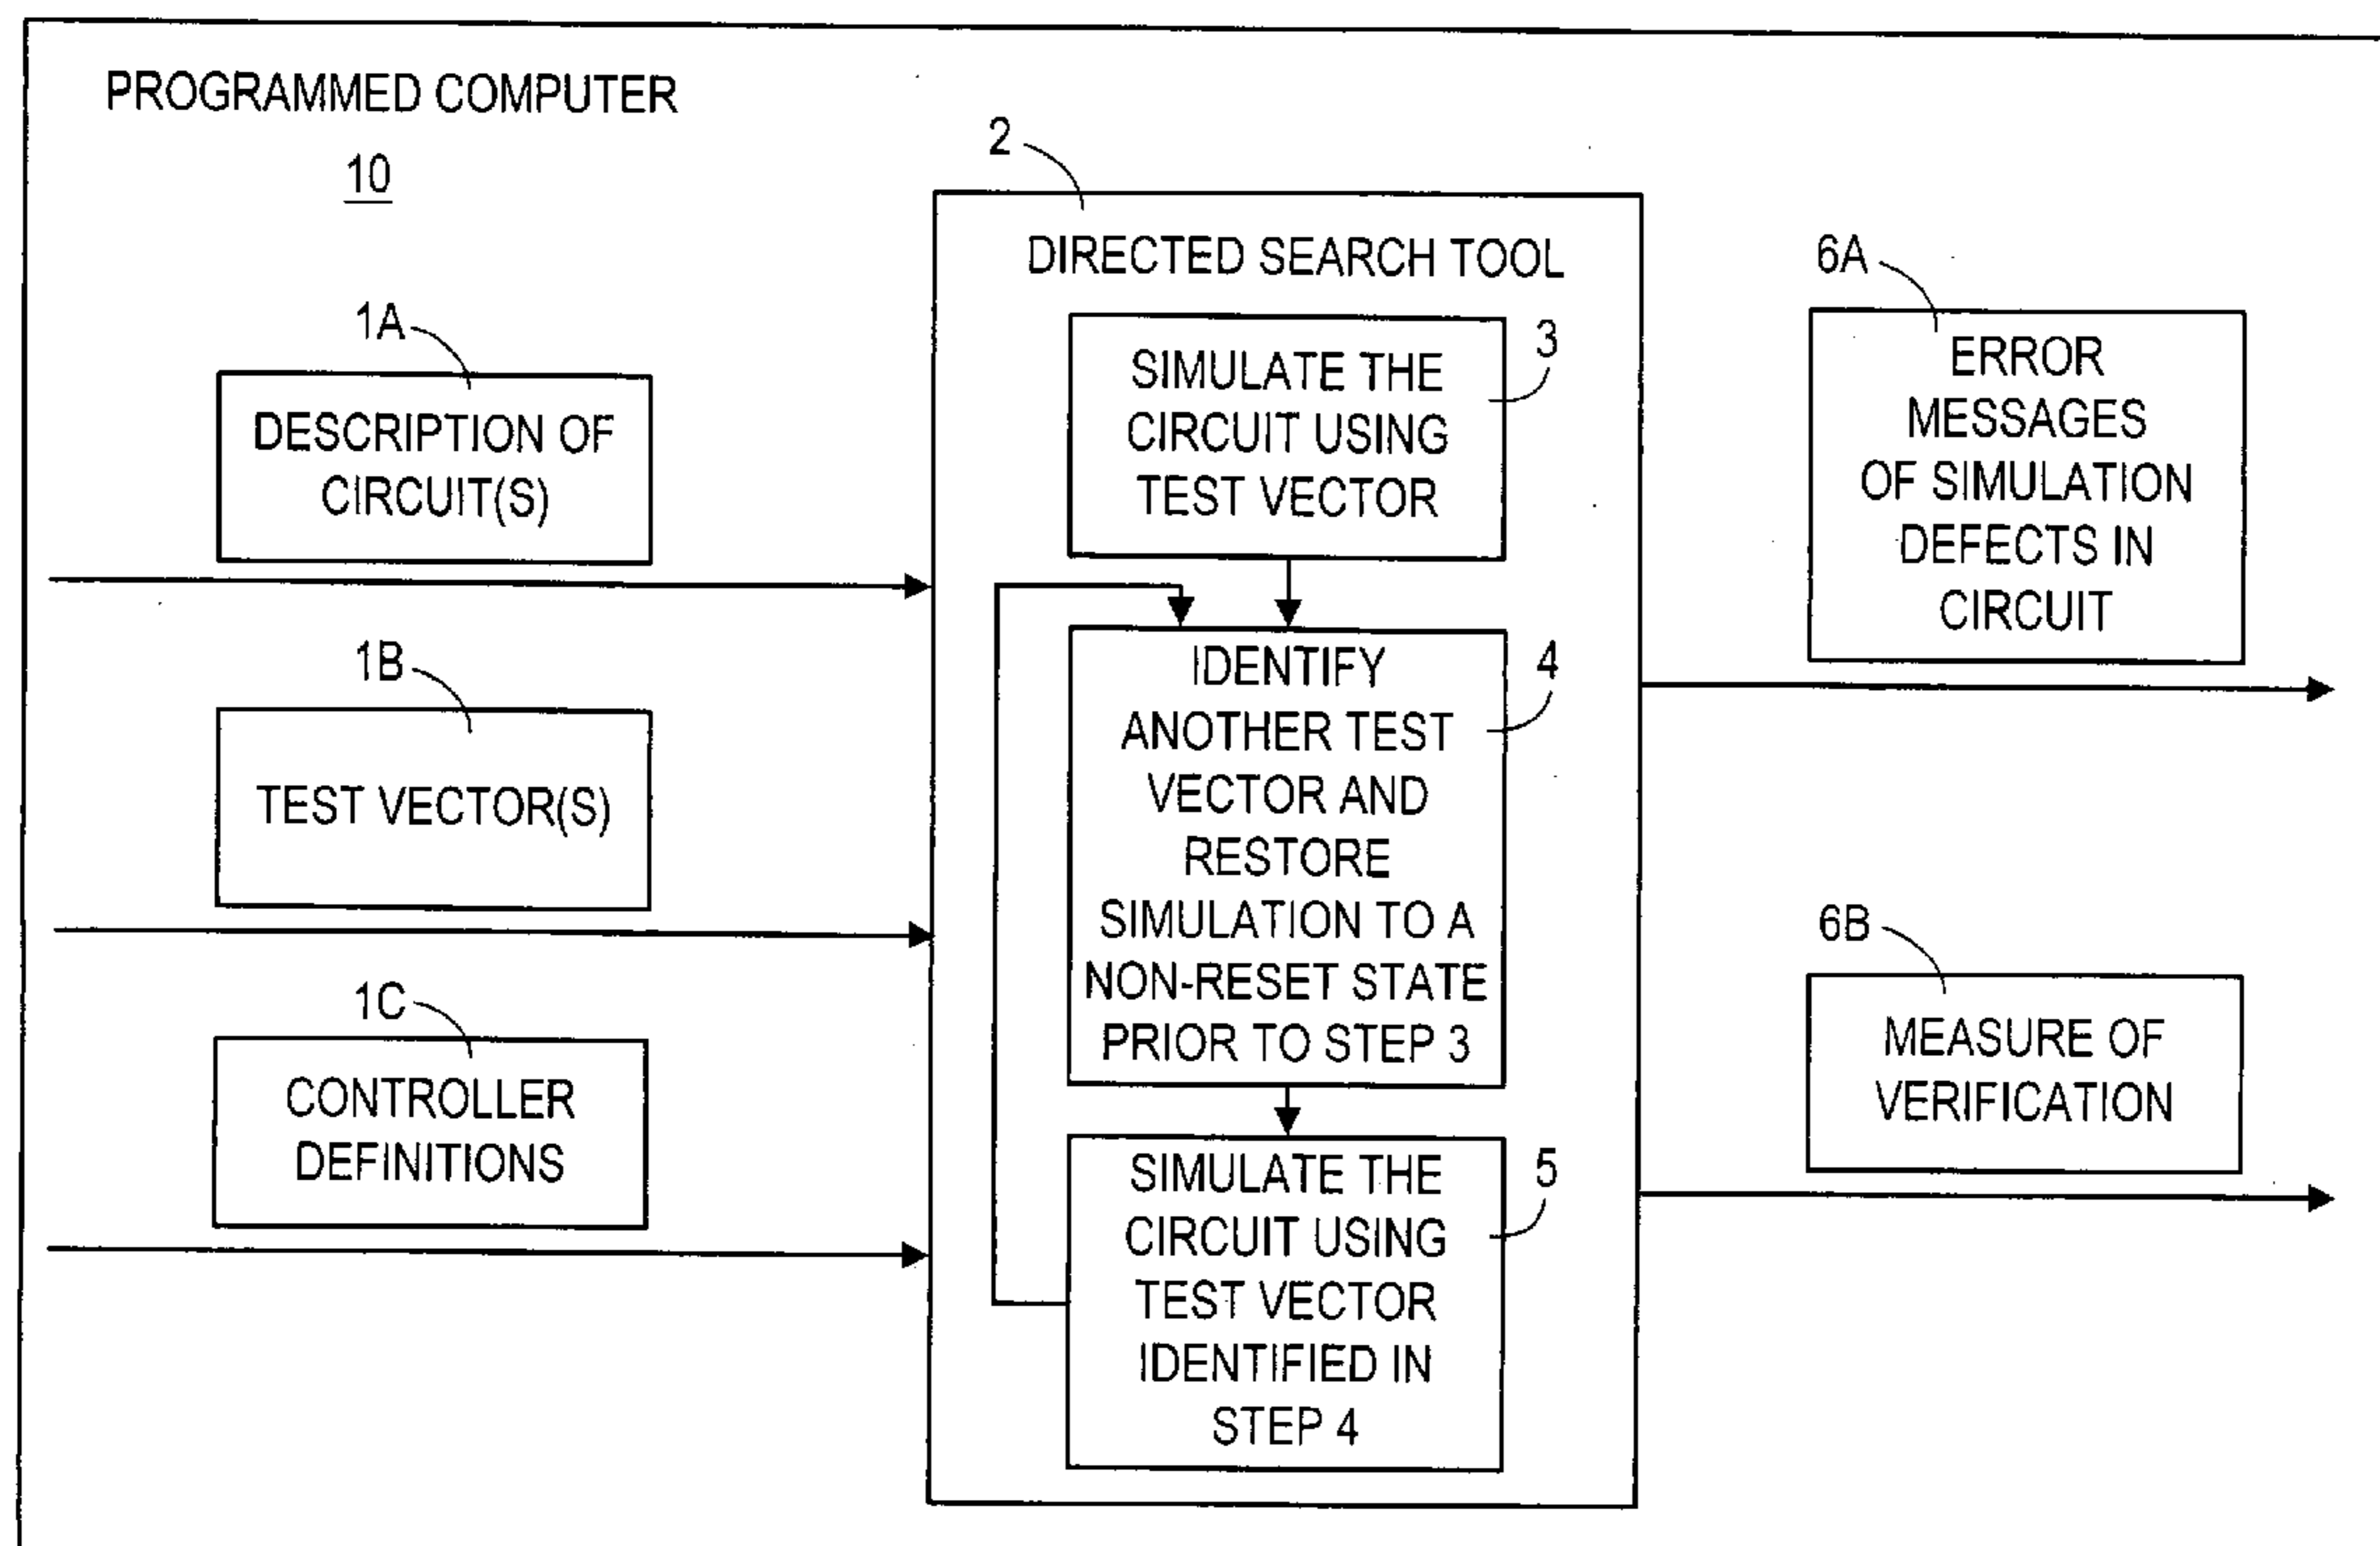 PROGRAMMED COMPUTER
10
1A
DESCRIPTION OF
CIRCUIT(S)
1B
TEST VECTOR(S)
1C
CONTROLLER
DEFINITIONS
2
DIRECTED SEARCH TOOL
3
SIMULATE THE
CIRCUIT USING
TEST VECTOR
4
IDENTIFY
ANOTHER TEST
VECTOR AND
RESTORE
SIMULATION TO A
NON-RESET STATE
PRIOR TO STEP 3
5
SIMULATE THE
CIRCUIT USING
TEST VECTOR
IDENTIFIED IN
STEP 4
6A
ERROR
MESSAGES
OF SIMULATION
DEFECTS IN
CIRCUIT
6B
MEASURE OF
VERIFICATION